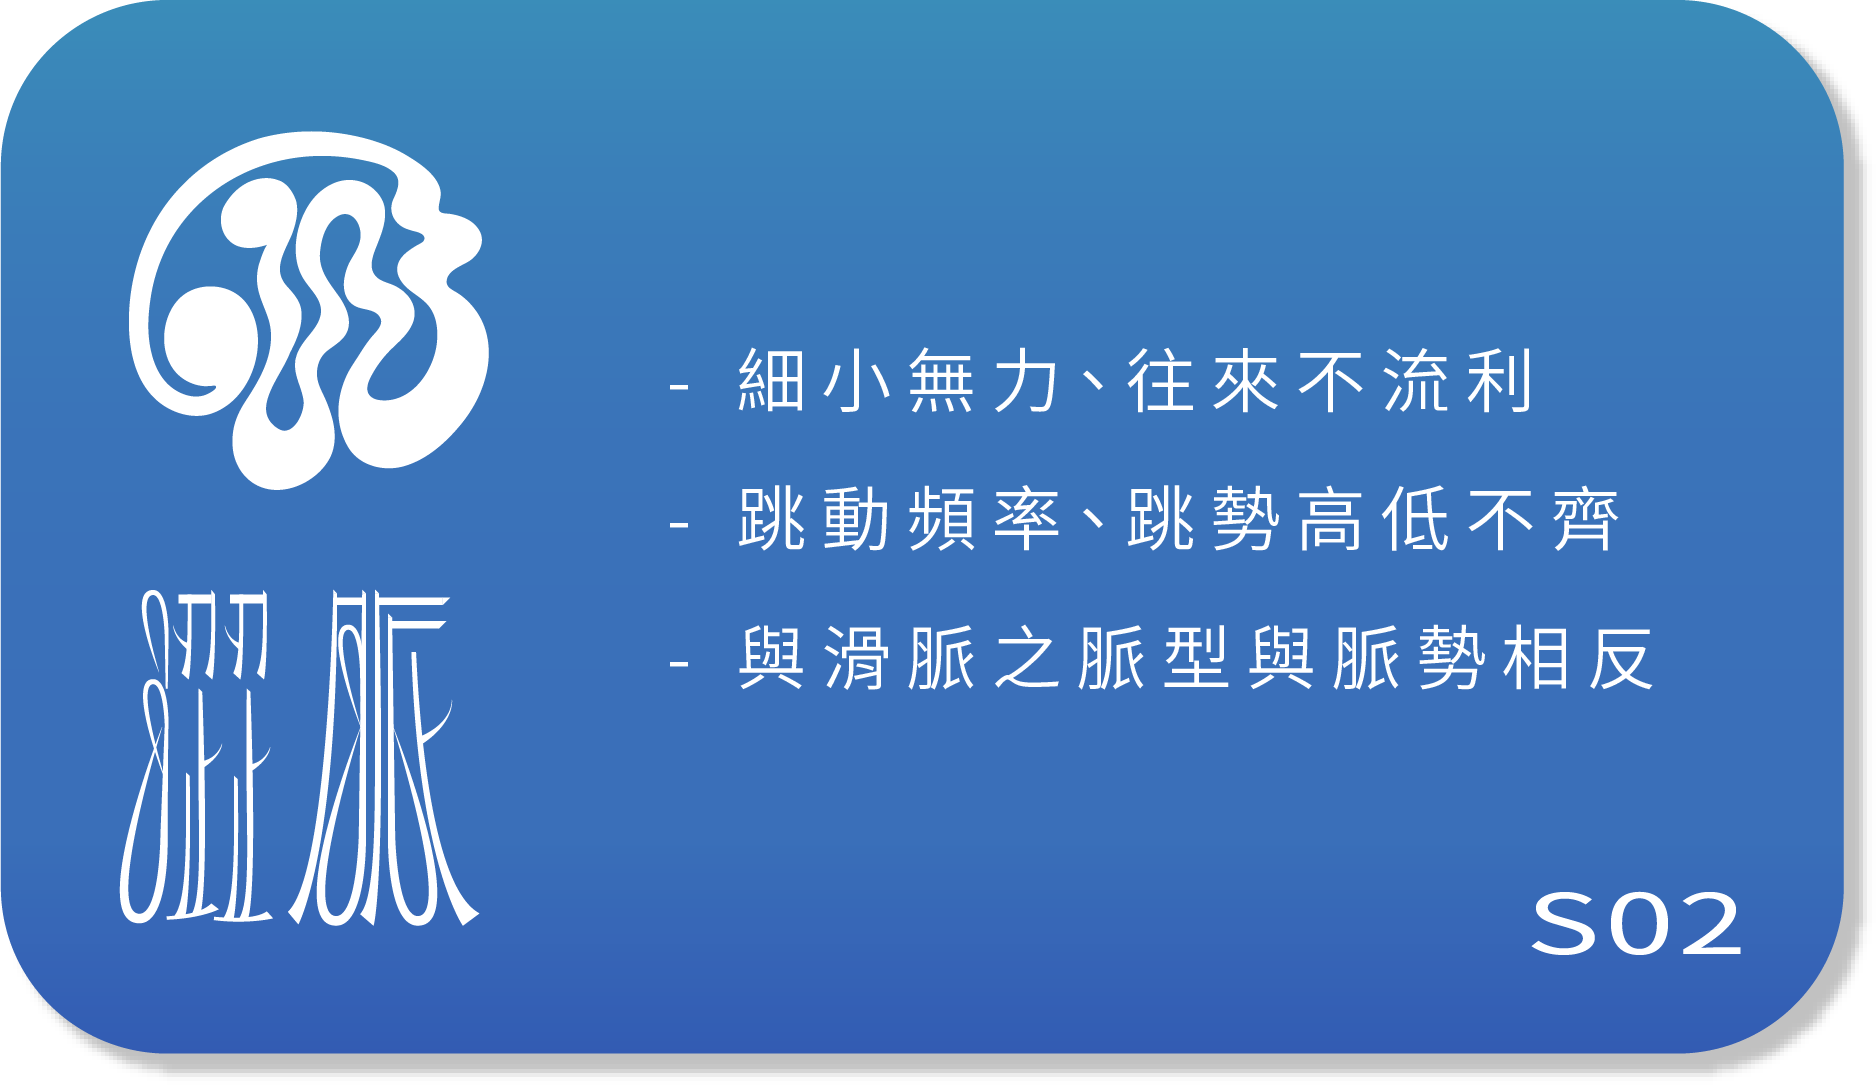 澀脈
- 細小無力、往來不流利
- 跳動頻率、跳勢高低不齊
- 與滑脈之脈型與脈勢相反
S02